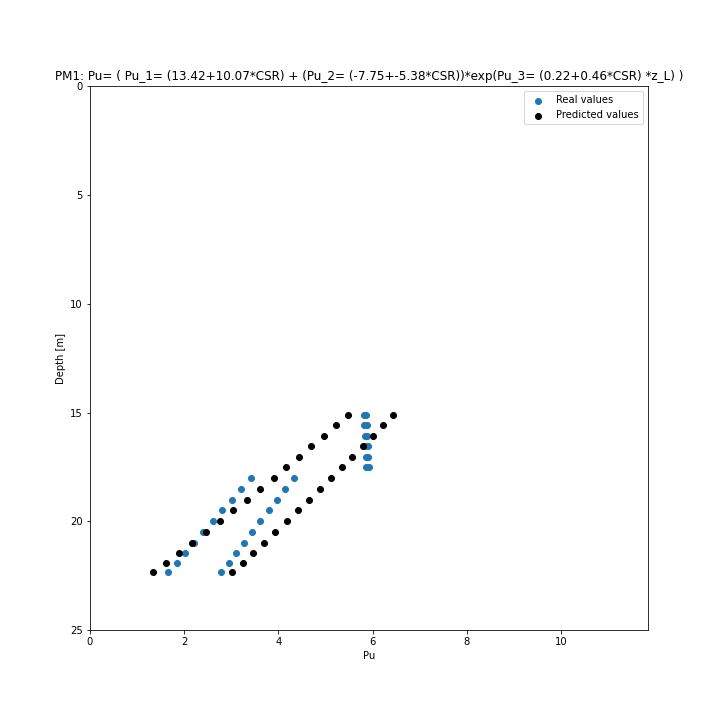 PM1: Pu= ( Pu_1= (13.42+10.07*CSR) + (Pu_2= (-7.75+-5.38*CSR))*exp(Pu_3= (0.22+0.46*CSR) *z_L) )
Real values
Predicted values
0
5
10
15
20
25
Depth [m]
0 2 4 6 8 10
Pu